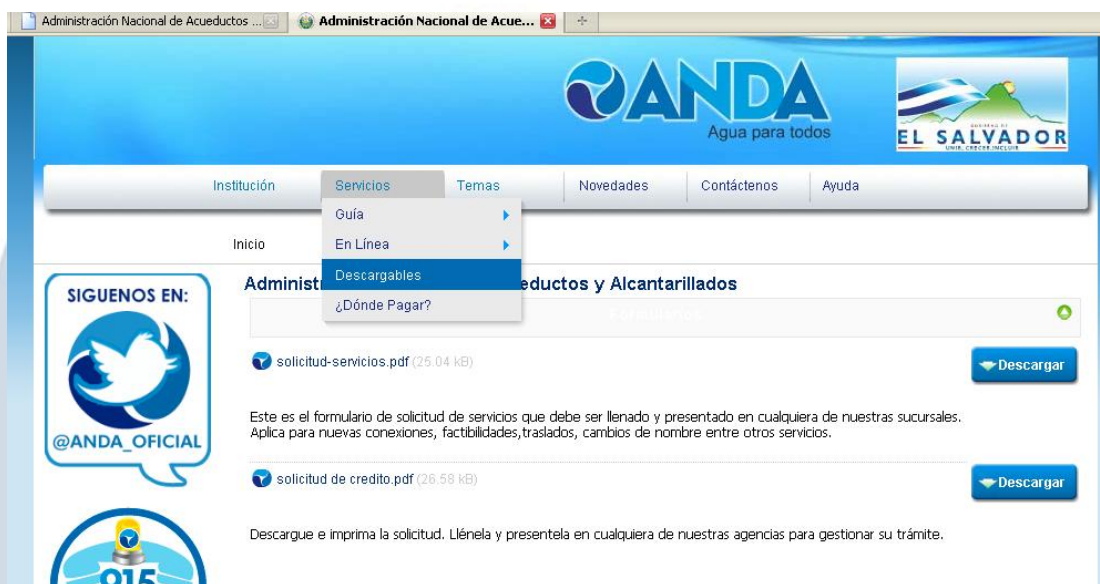 Administración Nacional de Acueductos ...
Administración Nacional de Acue...
ANDA
Agua para todos
GOBIERNO DE
EL SALVADOR
UNIR, CRECER, INCLUIR
Institución Servicios Temas Novedades Contáctenos Ayuda
Guía
Inicio En Línea
Descargables
¿Dónde Pagar?
SIGUENOS EN:
@ANDA_OFICIAL
915
Administ eductos y Alcantarillados
Formularios
solicitud-servicios.pdf (25.04 kB)
Descargar
Este es el formulario de solicitud de servicios que debe ser llenado y presentado en cualquiera de nuestras sucursales.
Aplica para nuevas conexiones, factibilidades,traslados, cambios de nombre entre otros servicios.
solicitud de credito.pdf (26.58 kB)
Descargar
Descargue e imprima la solicitud. Llénela y presentela en cualquiera de nuestras agencias para gestionar su trámite.